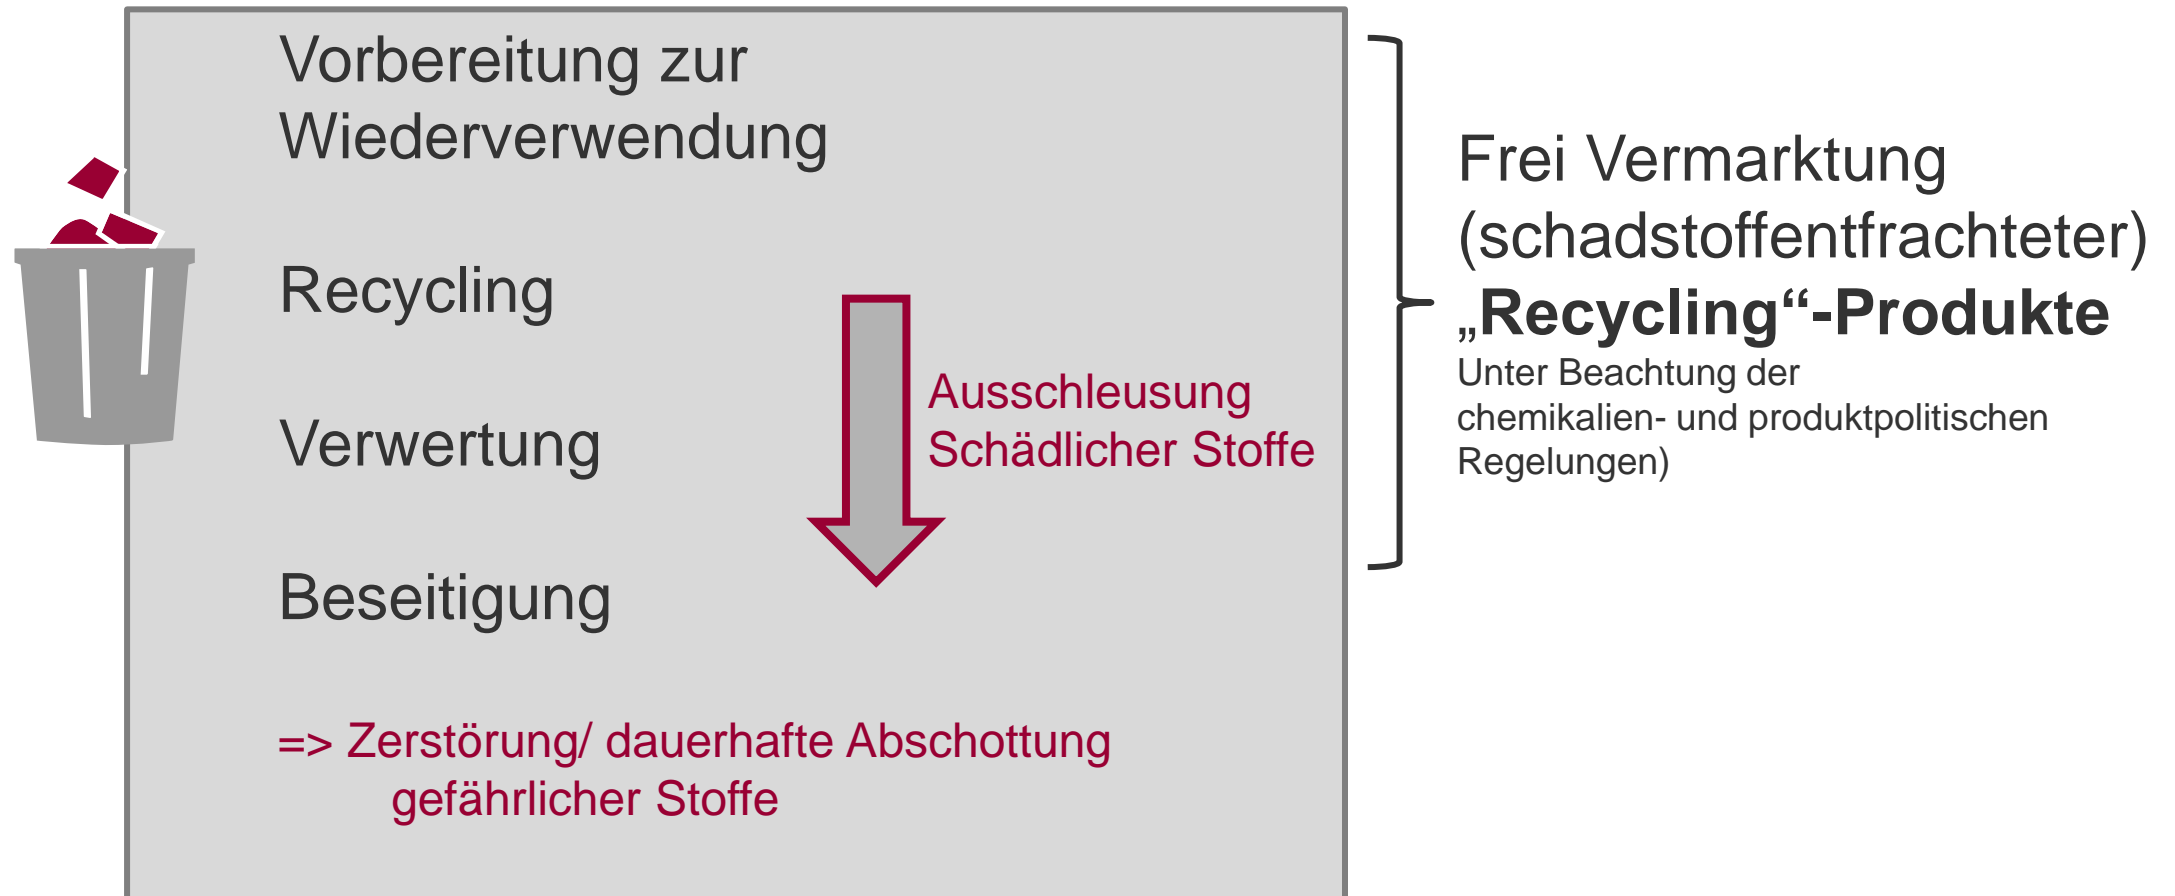 Vorbereitung zur
Wiederverwendung
Recycling
Verwertung
Beseitigung
=> Zerstörung/ dauerhafte Abschottung
gefährlicher Stoffe
Ausschleusung
Schädlicher Stoffe
Frei Vermarktung
(schadstoffentfrachteter)
„Recycling“-Produkte
Unter Beachtung der
chemikalien- und produktpolitischen
Regelungen)